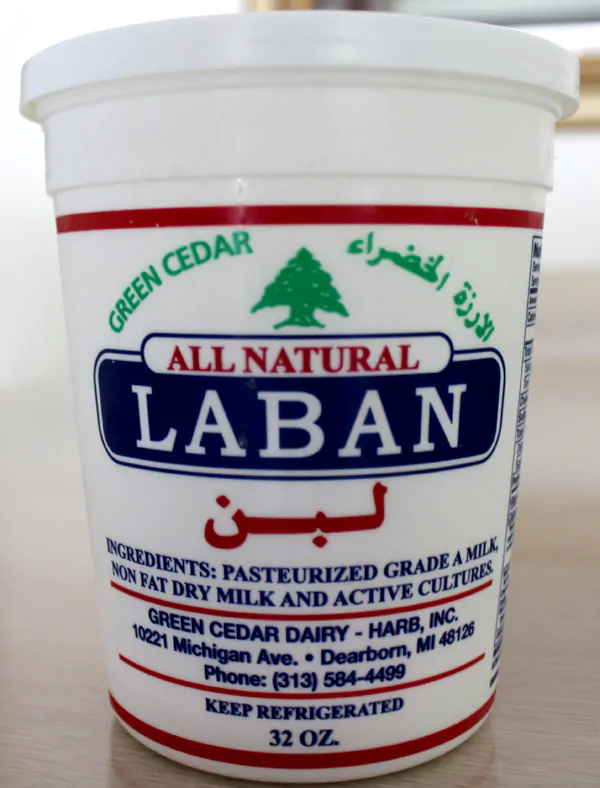 GREEN CEDAR
الارزة الخضراء
ALL NATURAL
LABAN
لبن
INGREDIENTS: PASTEURIZED GRADE A MILK,
NON FAT DRY MILK AND ACTIVE CULTURES.
GREEN CEDAR DAIRY - HARB, INC.
10221 Michigan Ave. • Dearborn, MI 48126
Phone: (313) 584-4499
KEEP REFRIGERATED
32 OZ.